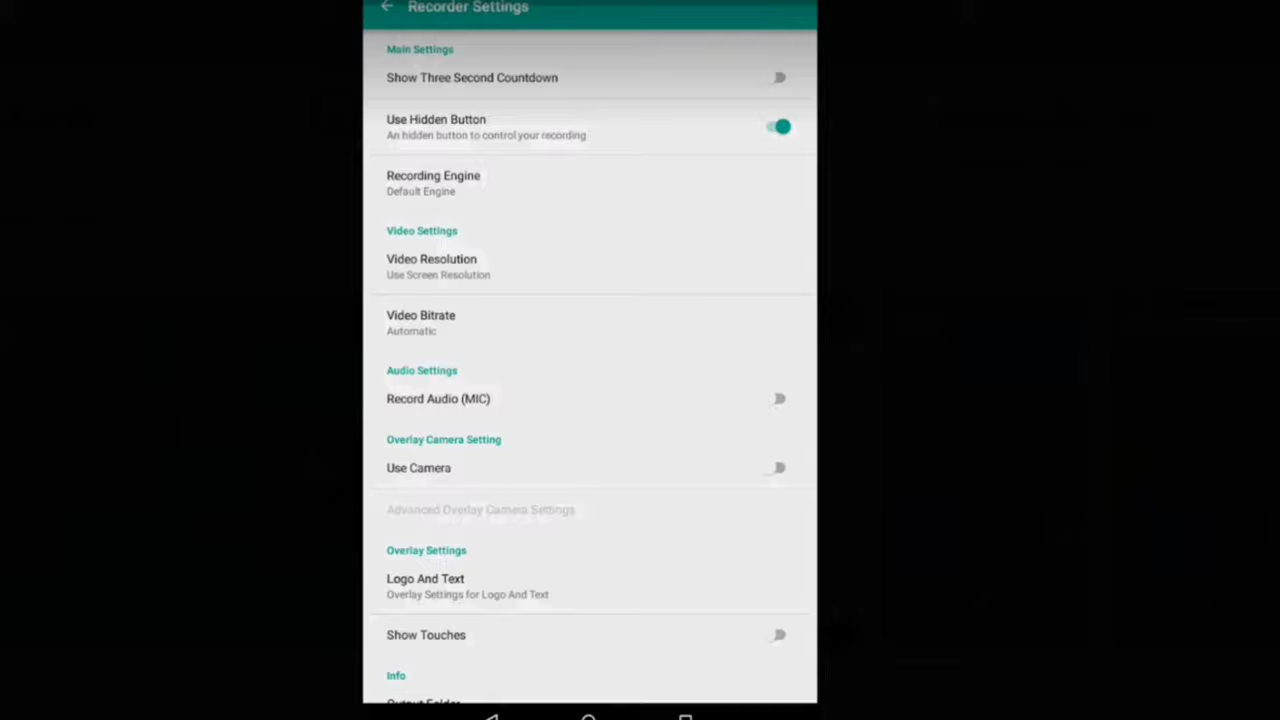 Recorder Settings
Main Settings
Show Three Second Countdown
Use Hidden Button
An hidden button to control your recording
Recording Engine
Default Engine
Video Settings
Video Resolution
Use Screen Resolution
Video Bitrate
Automatic
Audio Settings
Record Audio (MIC)
Overlay Camera Setting
Use Camera
Advanced Overlay Camera Settings
Overlay Settings
Logo And Text
Overlay Settings for Logo And Text
Show Touches
Info
Output Folder